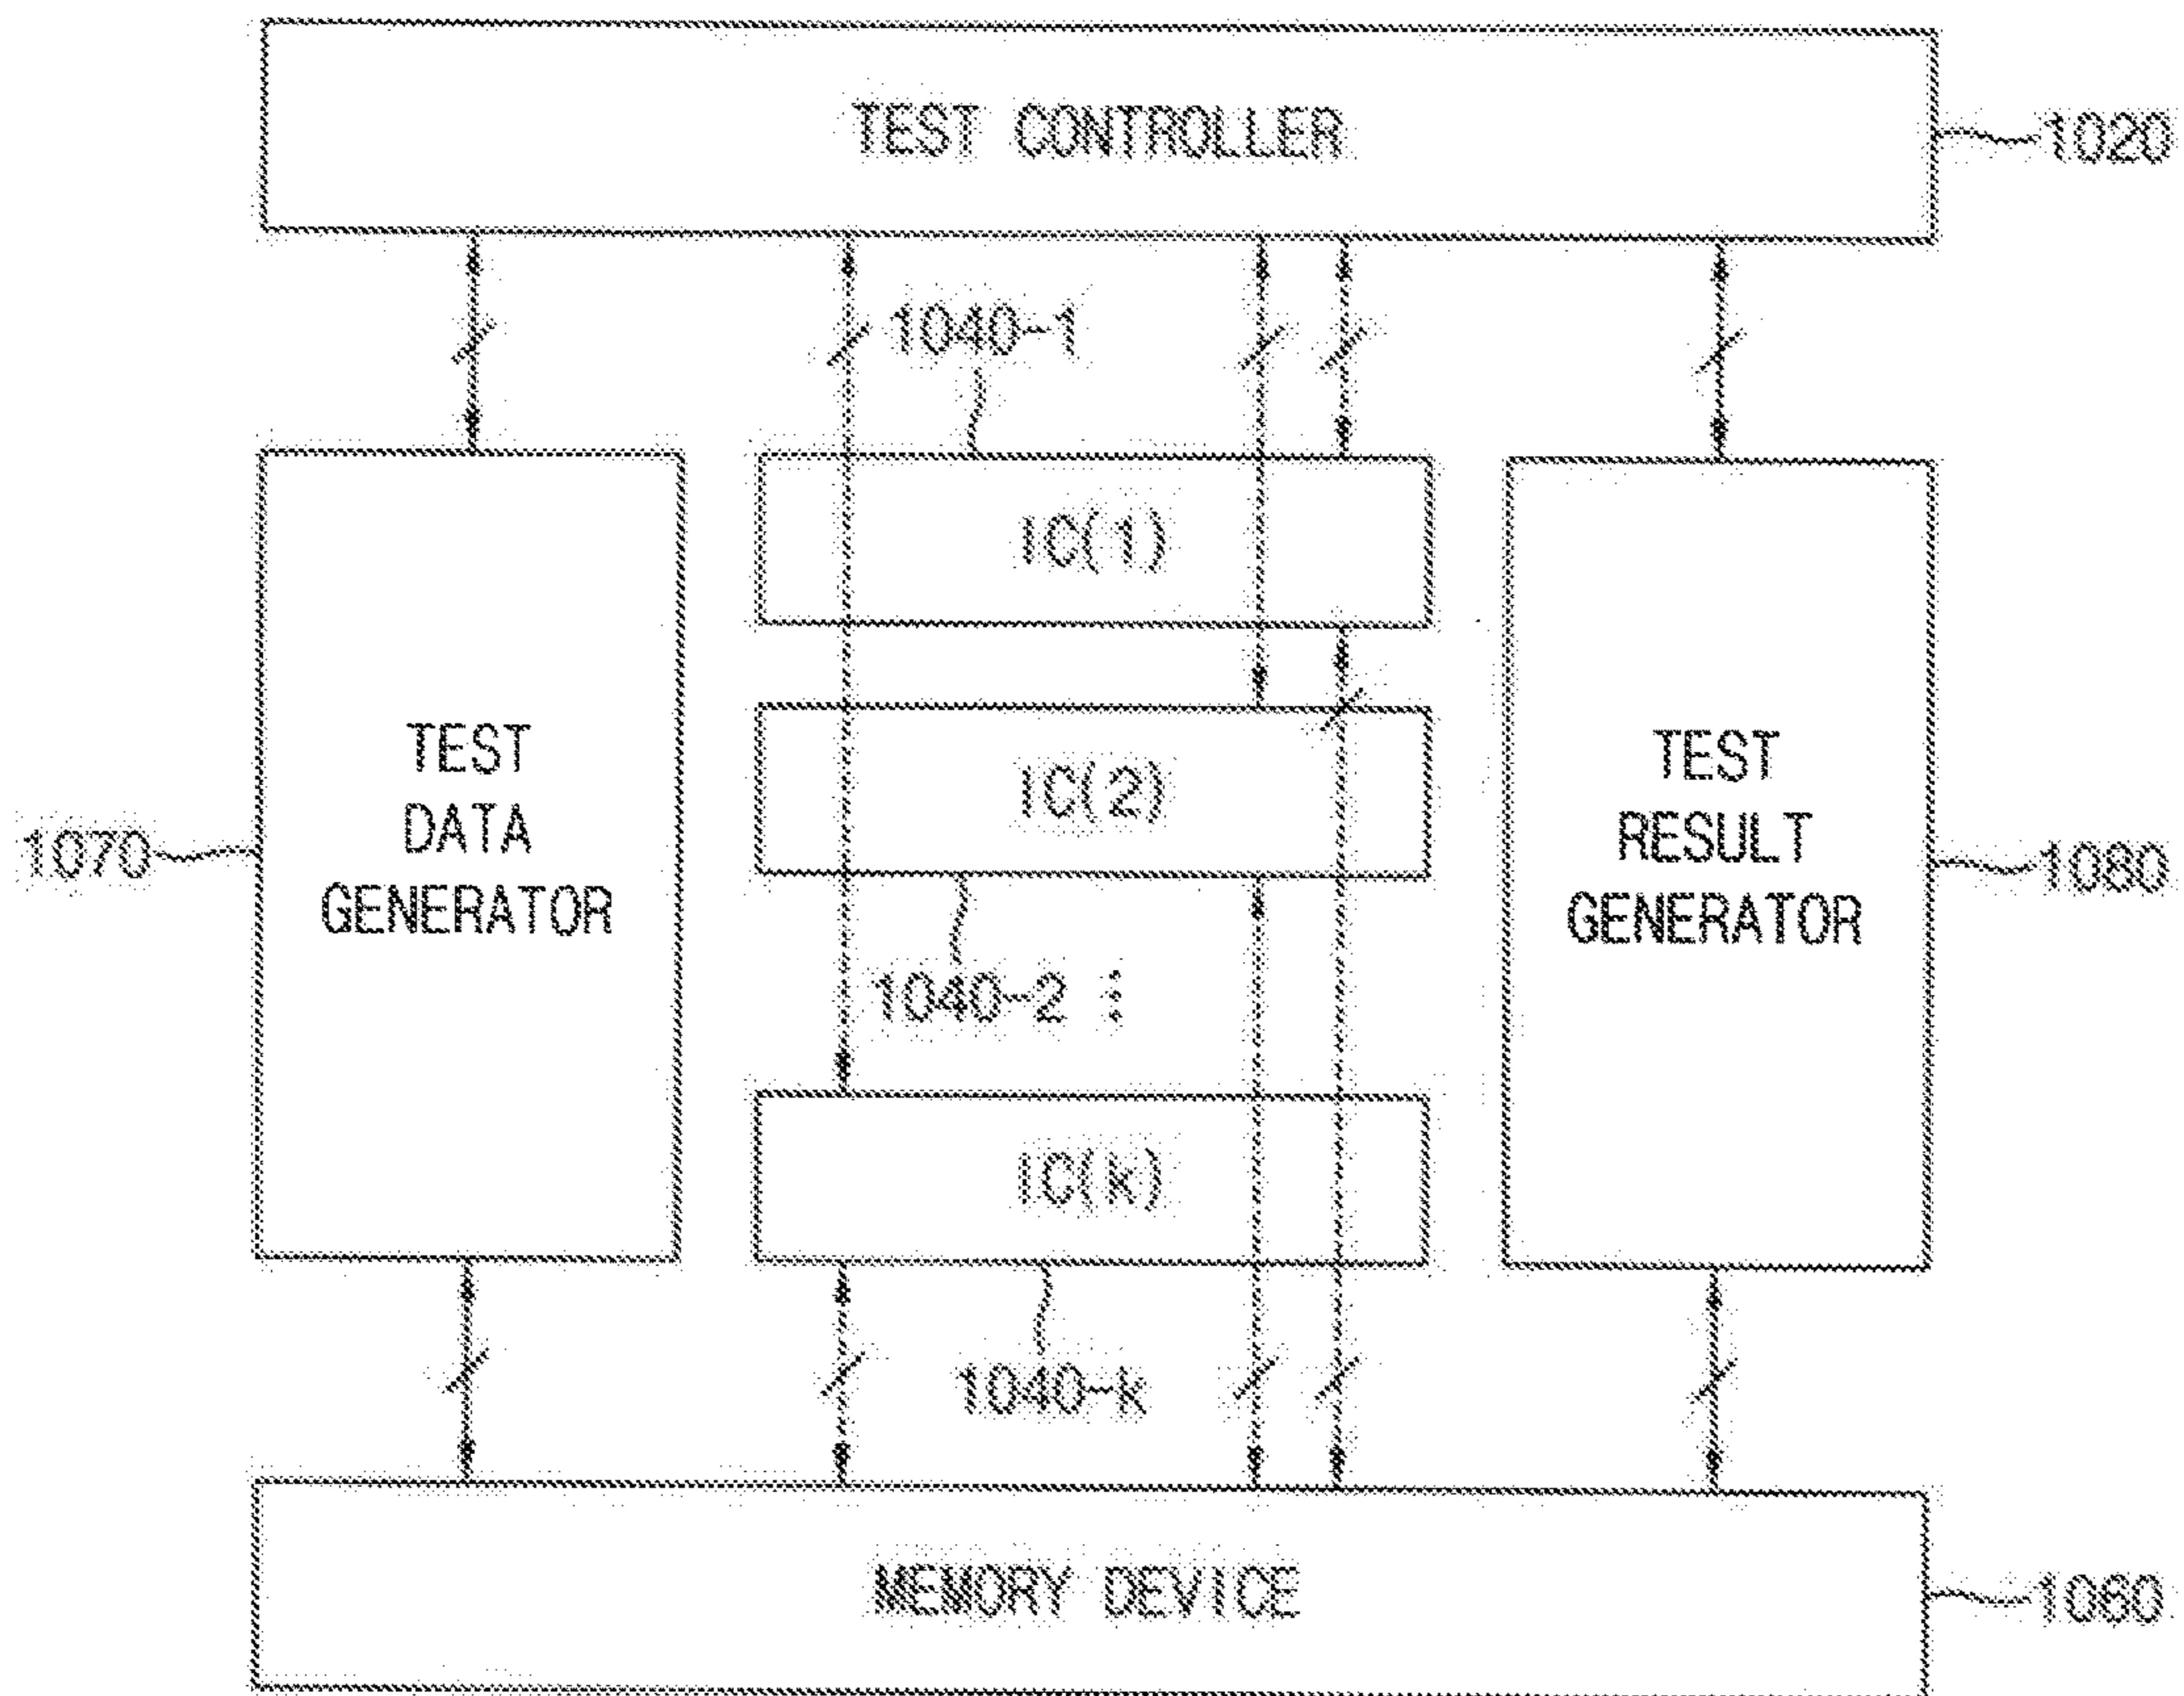 TEST CONTROLLER
1020
1040-1
IC(1)
IC(2)
1040-2 ⋮
IC(k)
1040-k
TEST
DATA
GENERATOR
1070
TEST
RESULT
GENERATOR
1080
MEMORY DEVICE
1060